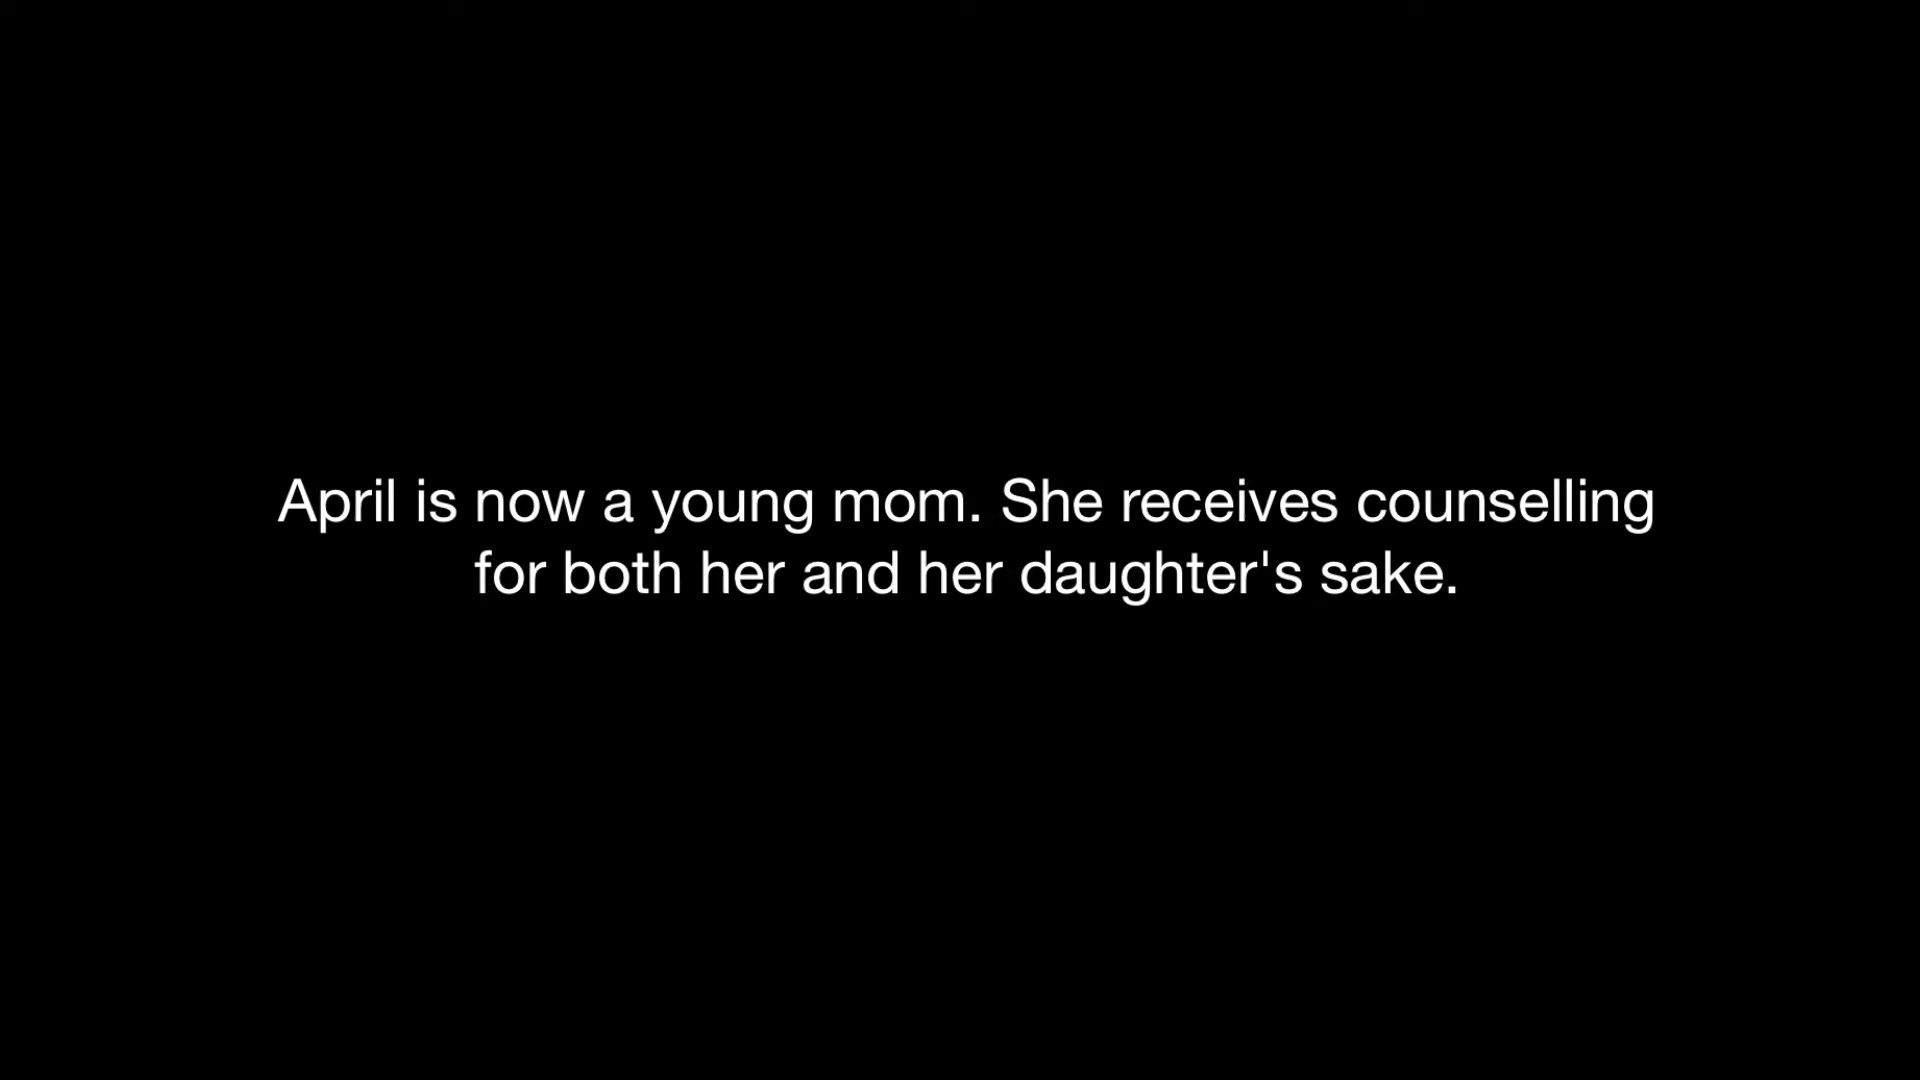 April is now a young mom. She receives counselling
for both her and her daughter's sake.